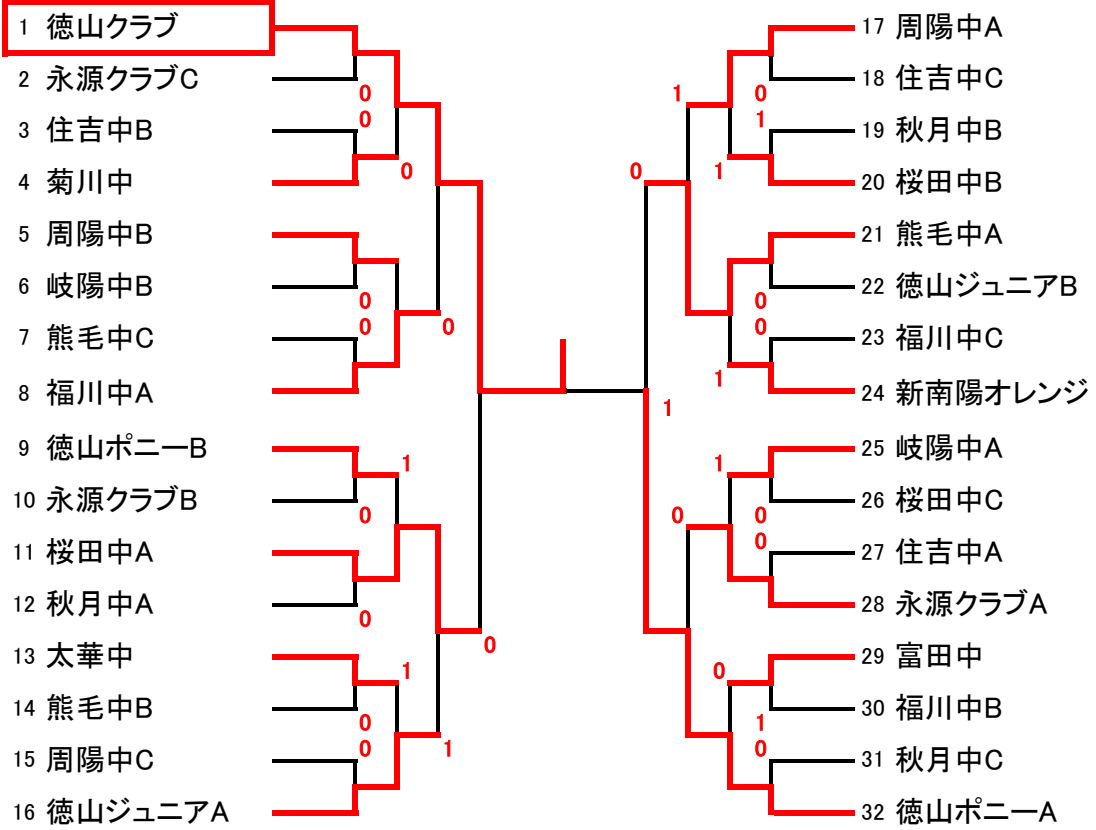 1 徳山クラブ
2 永源クラブC
0
0
3 住吉中B
4 菊川中
0
5 周陽中B
6 岐陽中B
0
0
7 熊毛中C
0
8 福川中A
9 徳山ポニーB
1
10 永源クラブB
0
11 桜田中A
12 秋月中A
0
0
13 太華中
1
14 熊毛中B
0
0
15 周陽中C
1
16 徳山ジュニアA
17 周陽中A
18 住吉中C
1
0
1
19 秋月中B
0
1
20 桜田中B
21 熊毛中A
22 徳山ジュニアB
0
0
23 福川中C
1
24 新南陽オレンジ
1
25 岐陽中A
1
26 桜田中C
0
0
0
27 住吉中A
28 永源クラブA
29 富田中
0
30 福川中B
1
0
31 秋月中C
32 徳山ポニーA